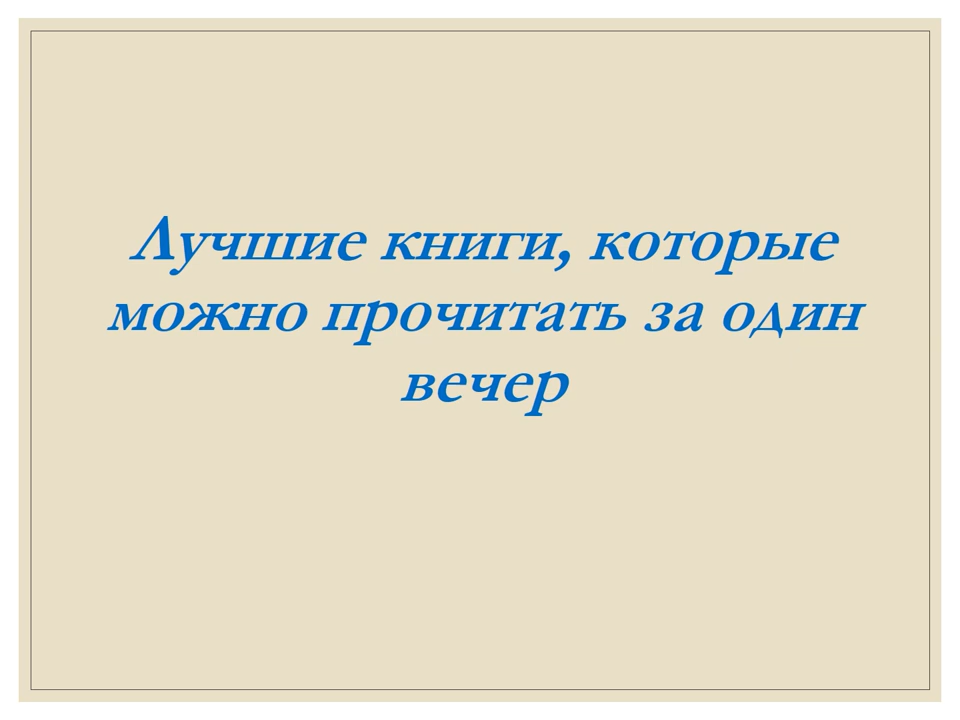 Лучшие книги, которые
можно прочитать за один
вечер